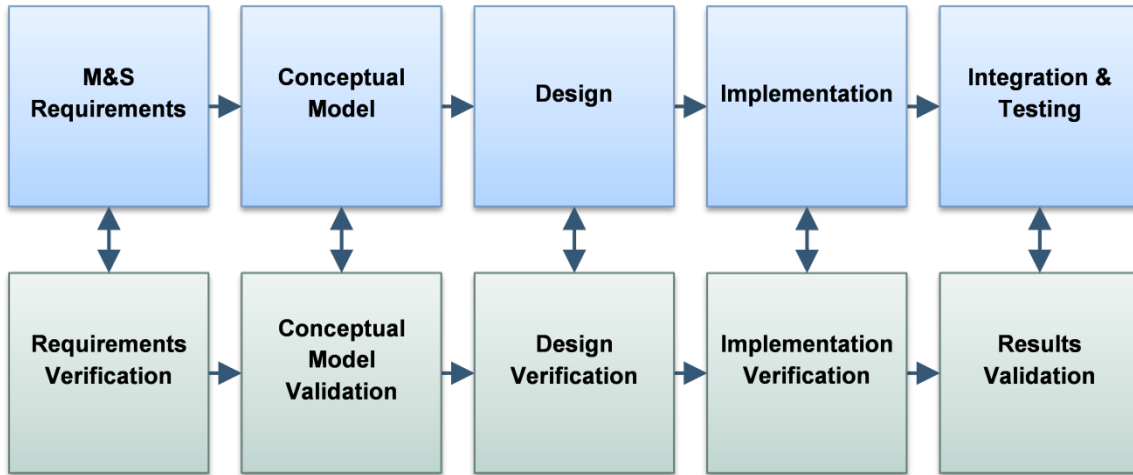 M&S
Requirements
Conceptual
Model
Design
Implementation
Integration &
Testing
Requirements
Verification
Conceptual
Model
Validation
Design
Verification
Implementation
Verification
Results
Validation